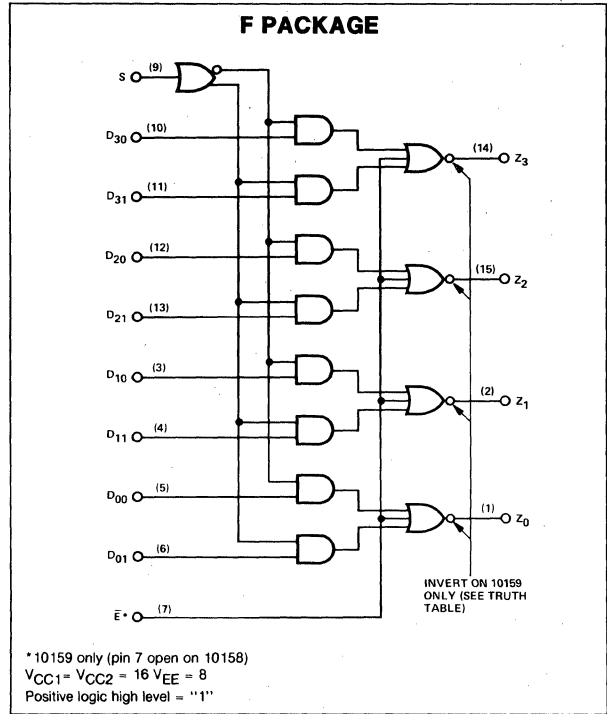 F PACKAGE
S (9)
D30 (10)
(14) Z3
D31 (11)
D20 (12)
(15) Z2
D21 (13)
D10 (3)
(2) Z1
D11 (4)
D00 (5)
(1) Z0
D01 (6)
INVERT ON 10159
ONLY (SEE TRUTH
TABLE)
E̅* (7)
*10159 only (pin 7 open on 10158)
VCC1 = VCC2 = 16 VEE = 8
Positive logic high level = "1"